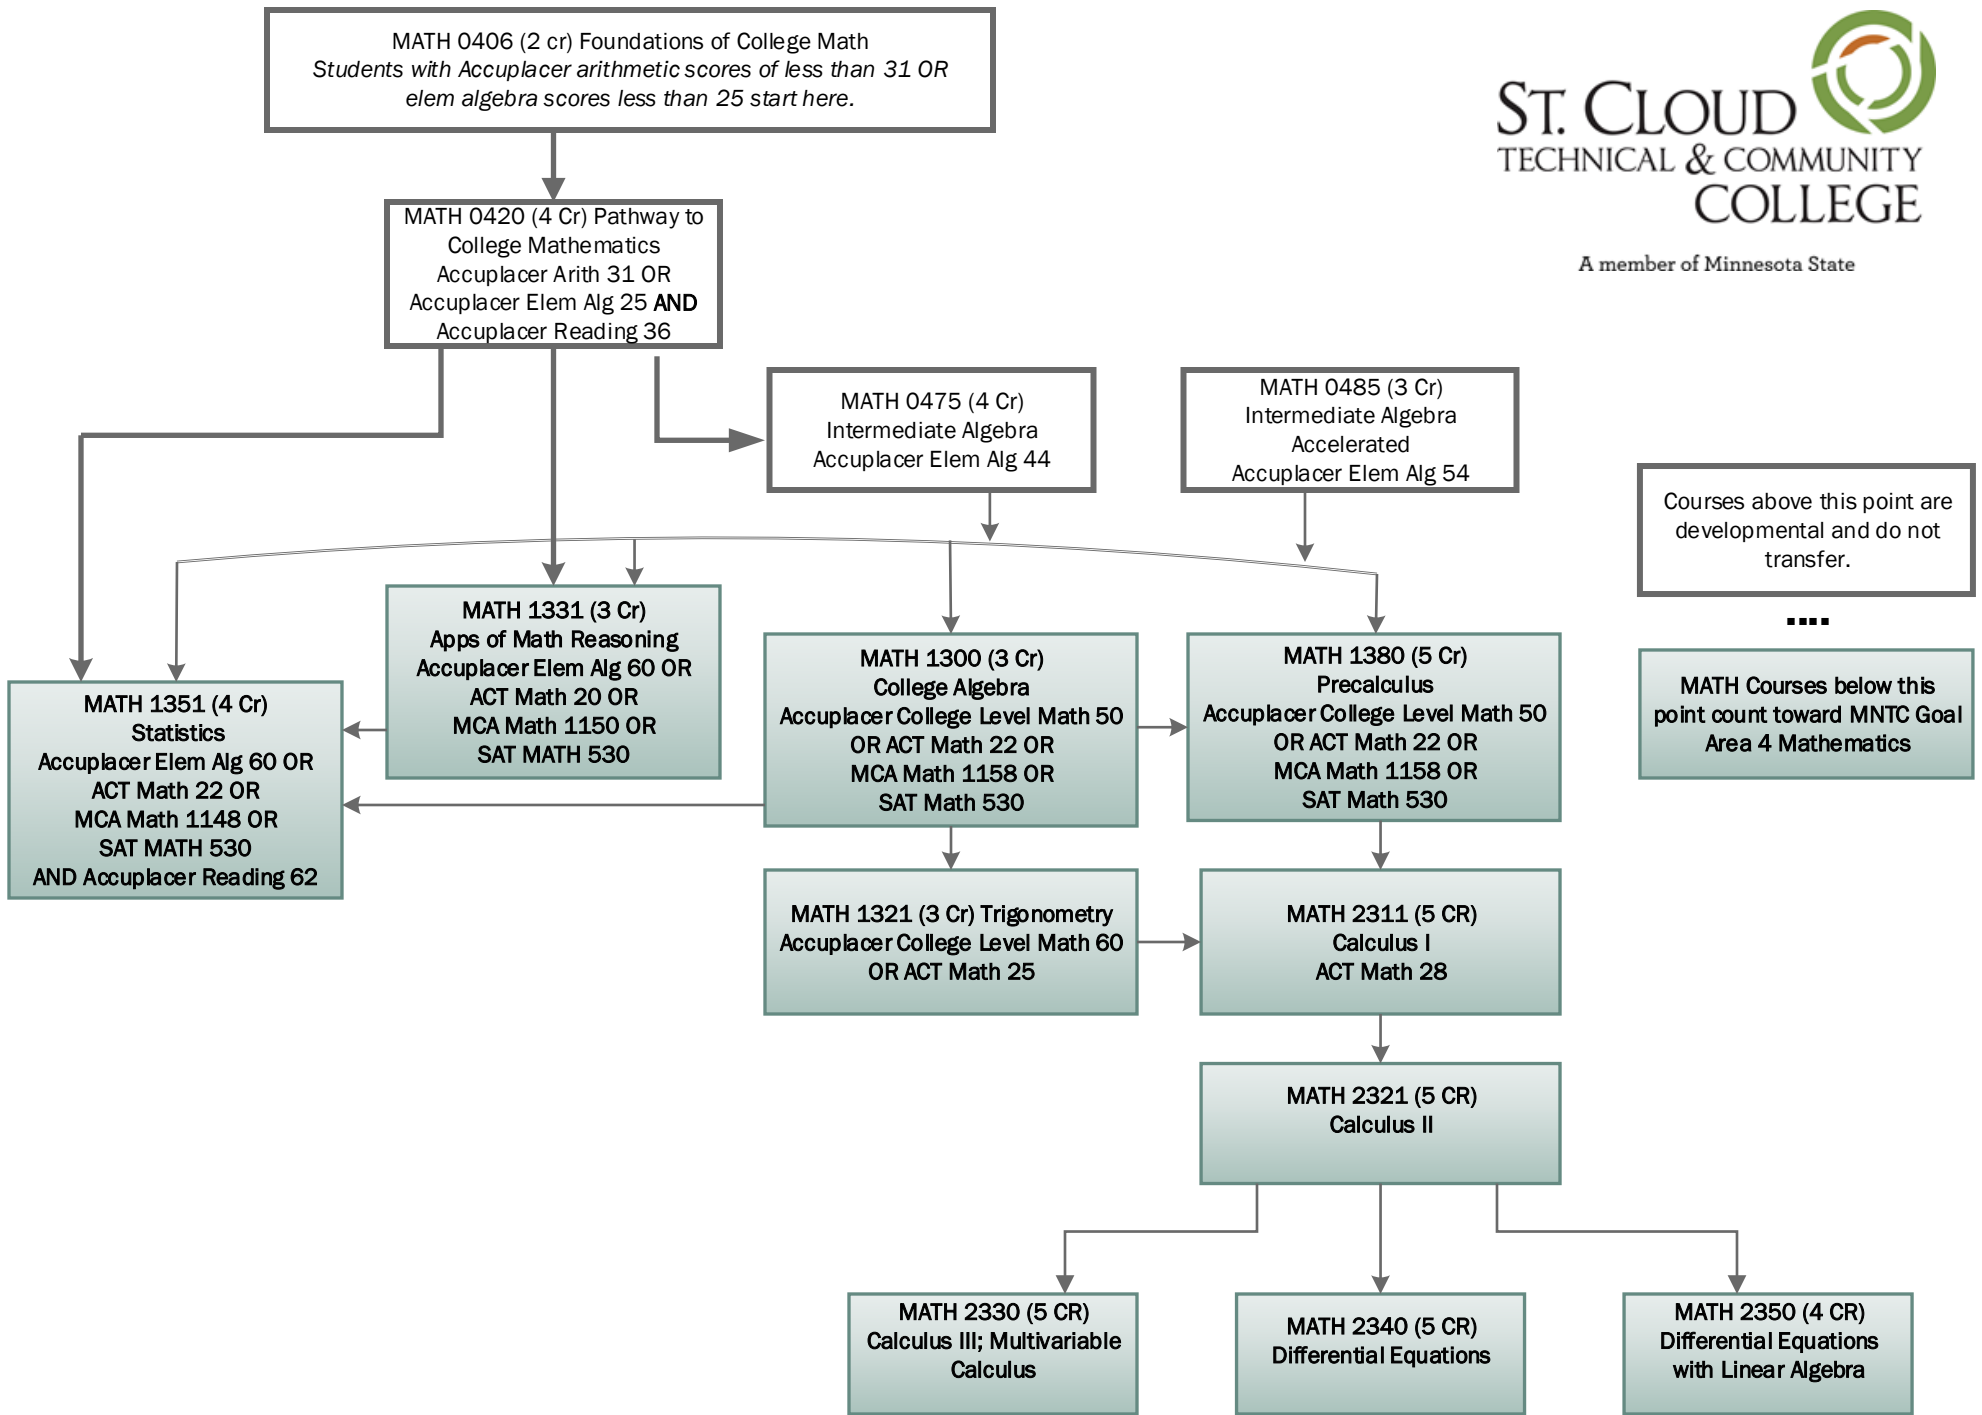 MATH 0406 (2 cr) Foundations of College Math
Students with Accuplacer arithmetic scores of less than 31 OR
elem algebra scores less than 25 start here.
ST. CLOUD
TECHNICAL & COMMUNITY
COLLEGE
A member of Minnesota State
MATH 0420 (4 Cr) Pathway to
College Mathematics
Accuplacer Arith 31 OR
Accuplacer Elem Alg 25 AND
Accuplacer Reading 36
MATH 0475 (4 Cr)
Intermediate Algebra
Accuplacer Elem Alg 44
MATH 0485 (3 Cr)
Intermediate Algebra
Accelerated
Accuplacer Elem Alg 54
Courses above this point are
developmental and do not
transfer.
....
MATH Courses below this
point count toward MNTC Goal
Area 4 Mathematics
MATH 1351 (4 Cr)
Statistics
Accuplacer Elem Alg 60 OR
ACT Math 22 OR
MCA Math 1148 OR
SAT MATH 530
AND Accuplacer Reading 62
MATH 1331 (3 Cr)
Apps of Math Reasoning
Accuplacer Elem Alg 60 OR
ACT Math 20 OR
MCA Math 1150 OR
SAT MATH 530
MATH 1300 (3 Cr)
College Algebra
Accuplacer College Level Math 50
OR ACT Math 22 OR
MCA Math 1158 OR
SAT Math 530
MATH 1380 (5 Cr)
Precalculus
Accuplacer College Level Math 50
OR ACT Math 22 OR
MCA Math 1158 OR
SAT Math 530
MATH 1321 (3 Cr) Trigonometry
Accuplacer College Level Math 60
OR ACT Math 25
MATH 2311 (5 CR)
Calculus I
ACT Math 28
MATH 2321 (5 CR)
Calculus II
MATH 2330 (5 CR)
Calculus III; Multivariable
Calculus
MATH 2340 (5 CR)
Differential Equations
MATH 2350 (4 CR)
Differential Equations
with Linear Algebra